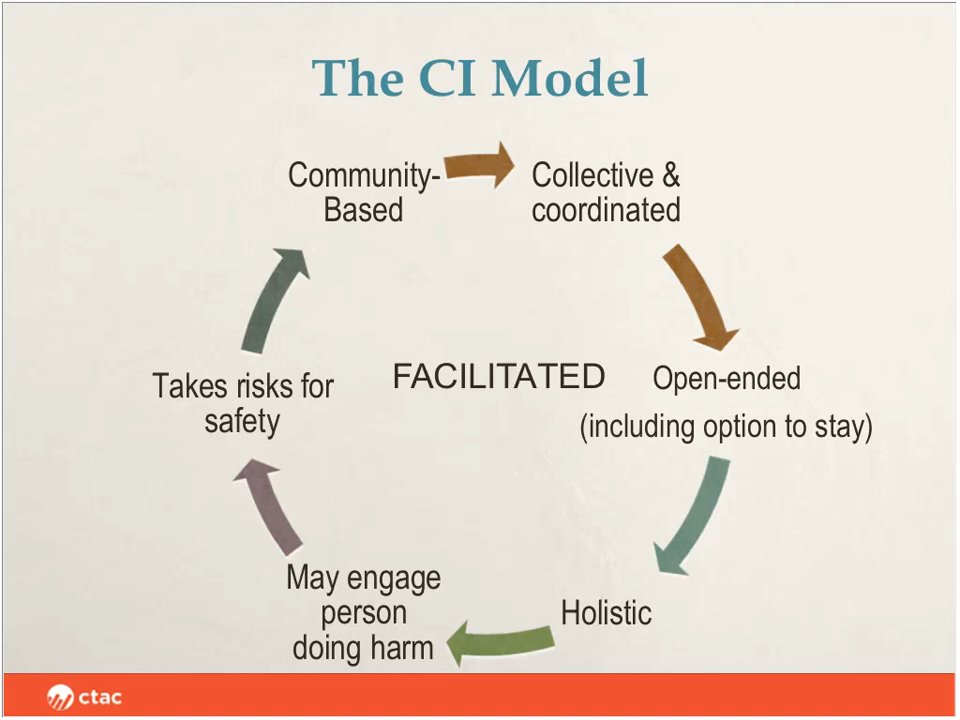 The CI Model
Community-
Based
Collective &
coordinated
Open-ended
(including option to stay)
Holistic
May engage
person
doing harm
Takes risks for
safety
FACILITATED
ctac